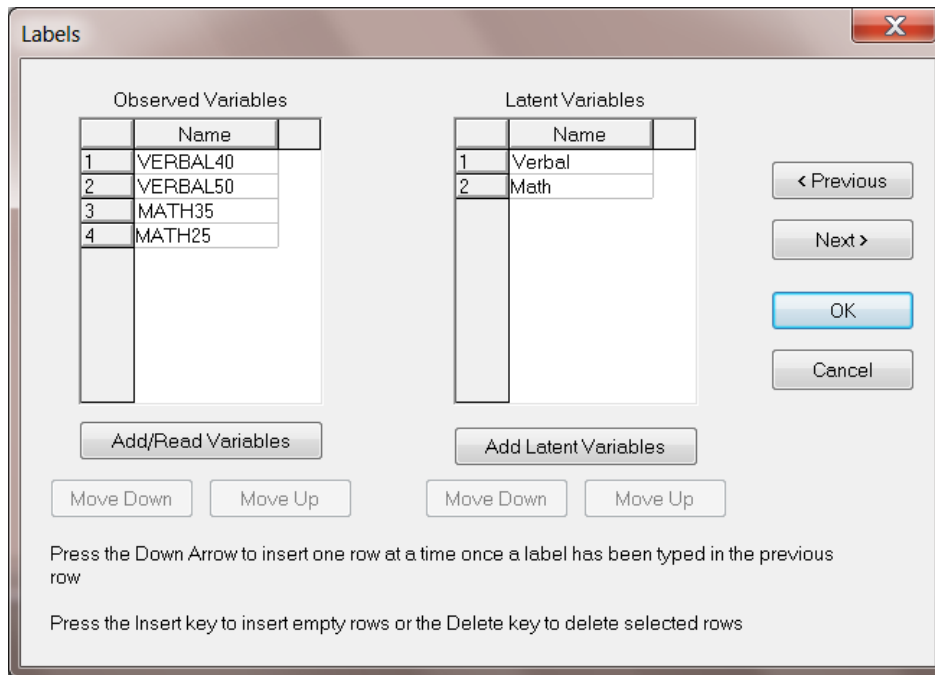 Labels
X
Observed Variables
Name
1 VERBAL40
2 VERBAL50
3 MATH35
4 MATH25
Add/Read Variables
Move Down Move Up
Latent Variables
Name
1 Verbal
2 Math
Add Latent Variables
Move Down Move Up
< Previous
Next >
OK
Cancel
Press the Down Arrow to insert one row at a time once a label has been typed in the previous
row
Press the Insert key to insert empty rows or the Delete key to delete selected rows